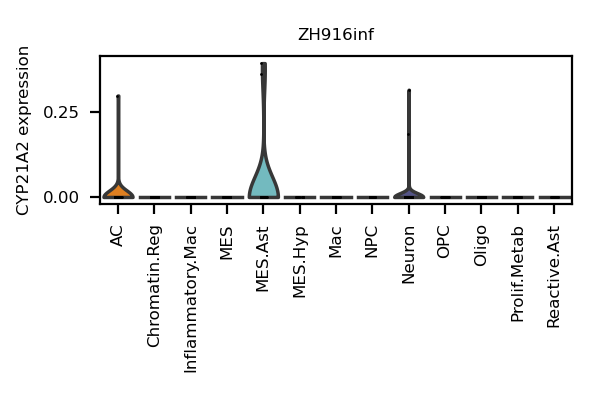 ZH916inf
CYP21A2 expression
0.25
0.00
AC
Chromatin.Reg
Inflammatory.Mac
MES
MES.Ast
MES.Hyp
Mac
NPC
Neuron
OPC
Oligo
Prolif.Metab
Reactive.Ast